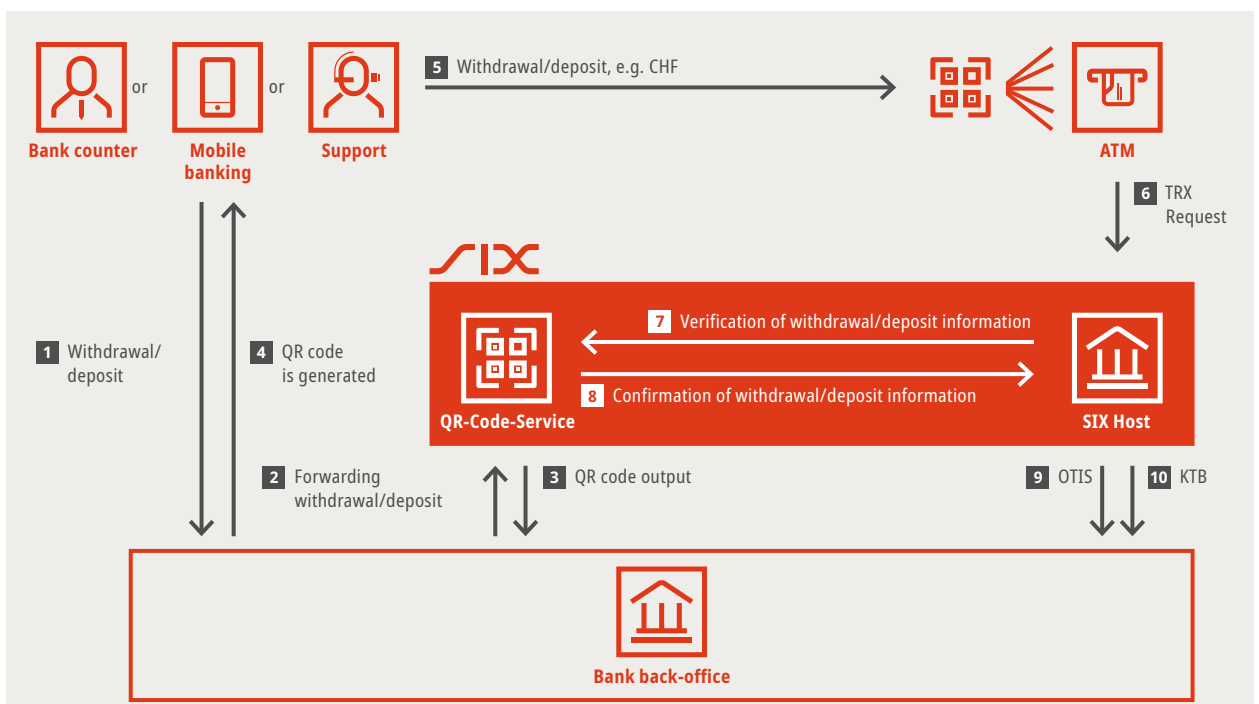 5 Withdrawal/deposit, e.g. CHF
or
or
Bank counter
Mobile
banking
Support
ATM
6 TRX
Request
SIX
7 Verification of withdrawal/deposit information
1 Withdrawal/
deposit
4 QR code
is generated
8 Confirmation of withdrawal/deposit information
QR-Code-Service
SIX Host
2 Forwarding
withdrawal/deposit
3 QR code output
9 OTIS
10 KTB
Bank back-office